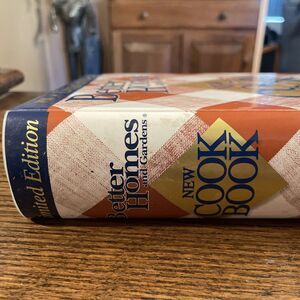 Limited Edition
Better
Homes
and Gardens®
NEW
COOK
BOOK